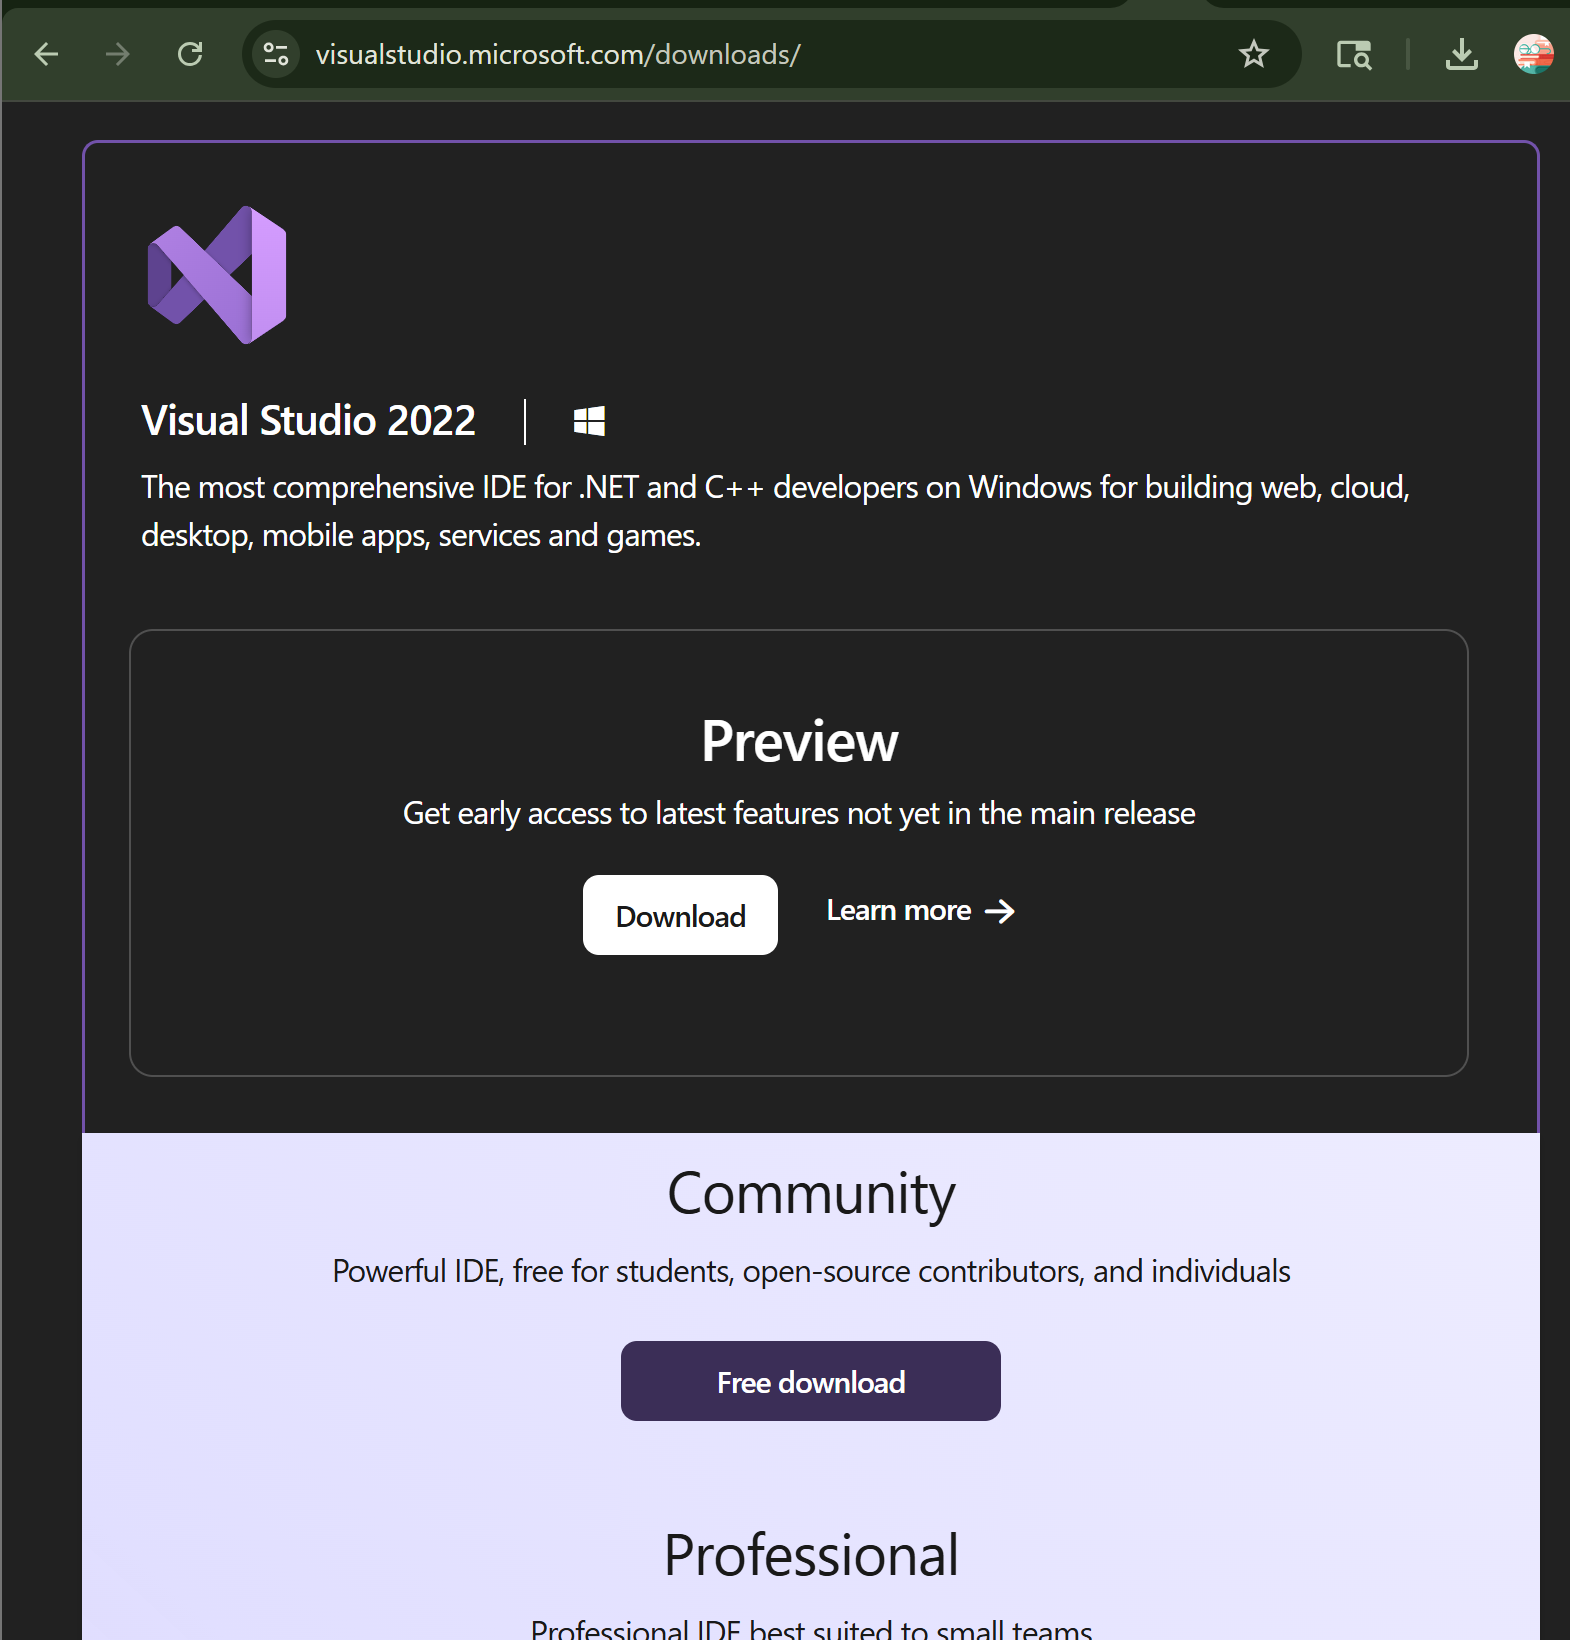 visualstudio.microsoft.com/downloads/
Visual Studio 2022
The most comprehensive IDE for .NET and C++ developers on Windows for building web, cloud,
desktop, mobile apps, services and games.
Preview
Get early access to latest features not yet in the main release
Download
Learn more →
Community
Powerful IDE, free for students, open-source contributors, and individuals
Free download
Professional
Professional IDE best suited to small teams